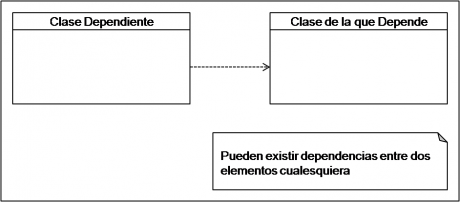 Clase Dependiente
Clase de la que Depende
Pueden existir dependencias entre dos
elementos cualesquiera